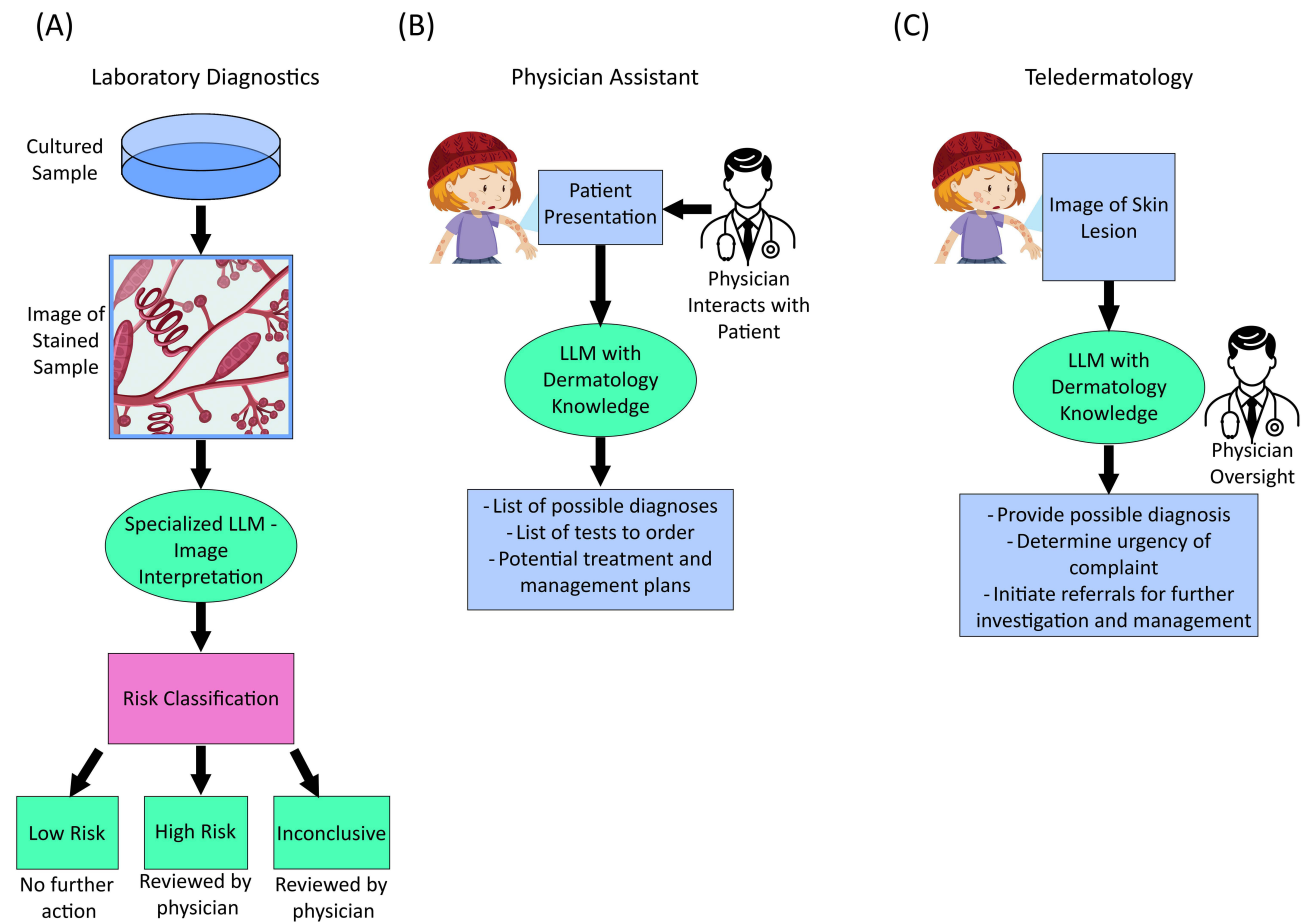 (A)
Laboratory Diagnostics
Cultured
Sample
Image of
Stained
Sample
Specialized LLM -
Image
Interpretation
Risk Classification
Low Risk
No further
action
High Risk
Reviewed by
physician
Inconclusive
Reviewed by
physician
(B)
Physician Assistant
Patient
Presentation
Physician
Interacts with
Patient
LLM with
Dermatology
Knowledge
- List of possible diagnoses
- List of tests to order
- Potential treatment and
management plans
(C)
Teledermatology
Image of Skin
Lesion
LLM with
Dermatology
Knowledge
Physician
Oversight
- Provide possible diagnosis
- Determine urgency of
complaint
- Initiate referrals for further
investigation and management